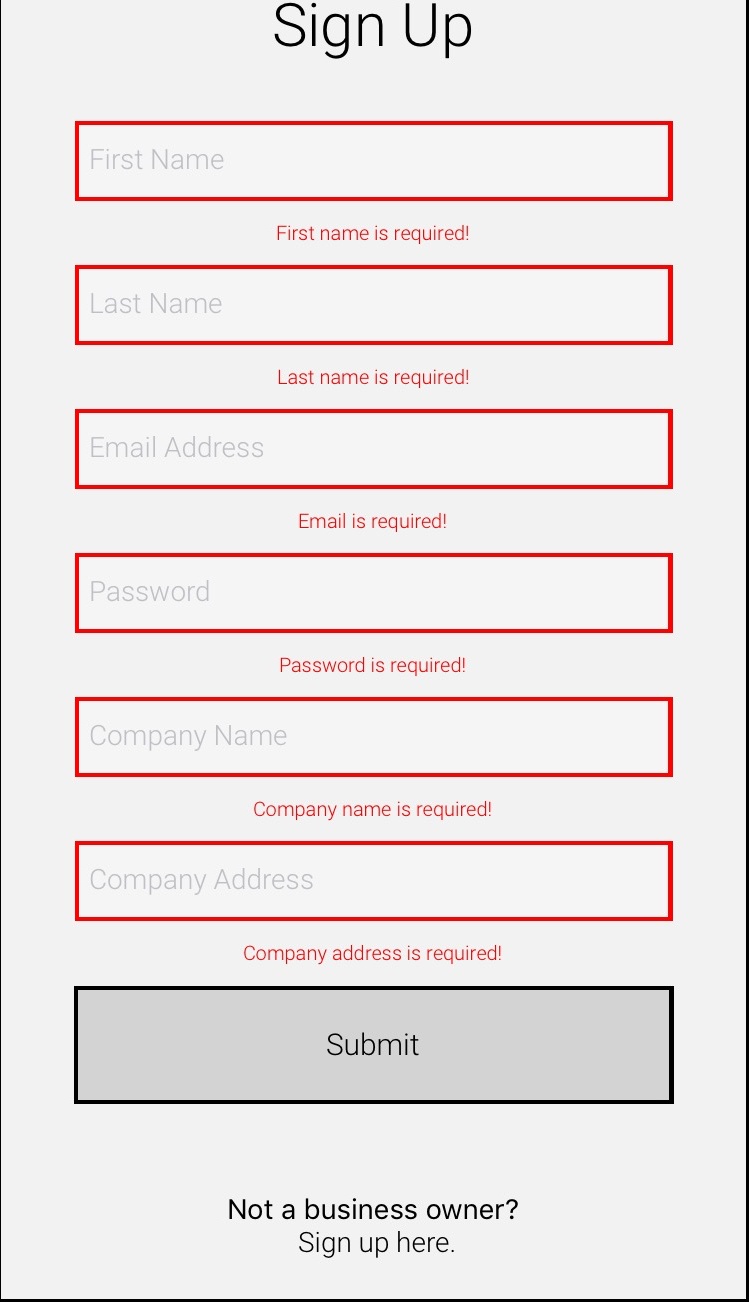 Sign Up
First Name
First name is required!
Last Name
Last name is required!
Email Address
Email is required!
Password
Password is required!
Company Name
Company name is required!
Company Address
Company address is required!
Submit
Not a business owner?
Sign up here.